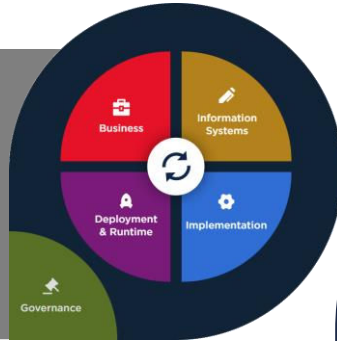 Business
Information
Systems
Deployment
& Runtime
Implementation
Governance